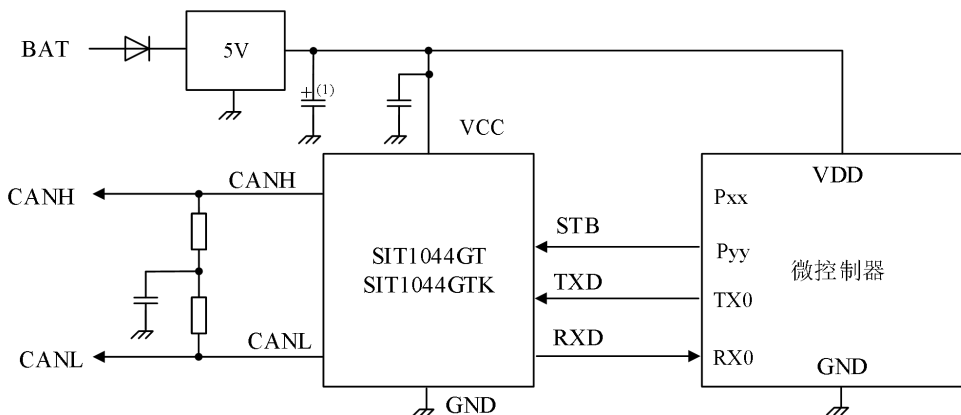 BAT
5V
+(1)
VCC
CANH
CANH
VDD
Pxx
STB
Pyy
SIT1044GT
SIT1044GTK
微控制器
TXD
TX0
RXD
RX0
CANL
CANL
GND
GND